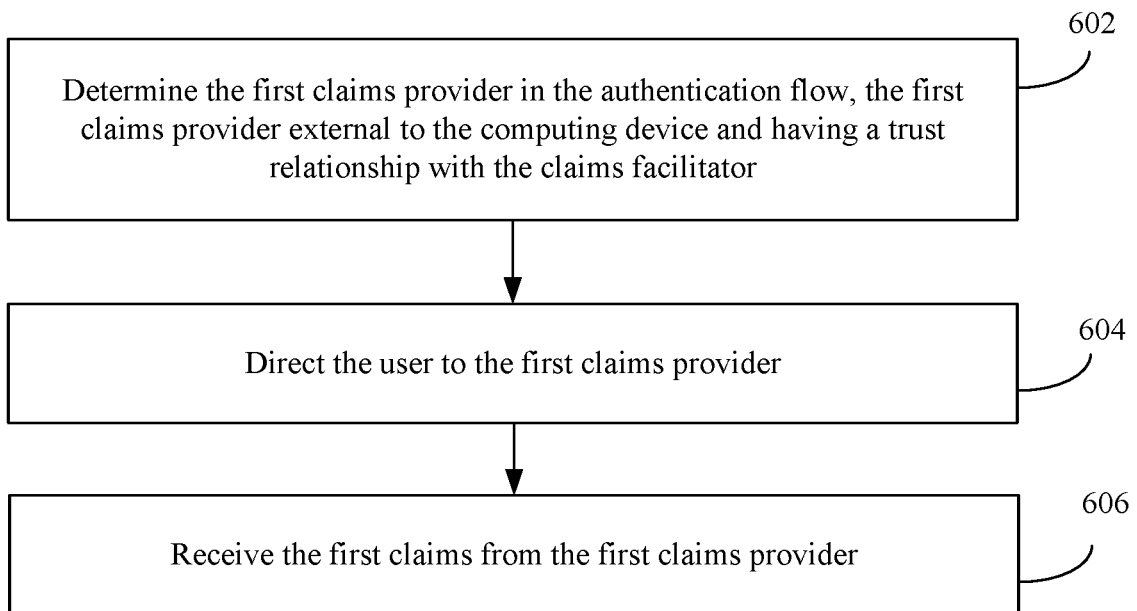 602
Determine the first claims provider in the authentication flow, the first
claims provider external to the computing device and having a trust
relationship with the claims facilitator
604
Direct the user to the first claims provider
606
Receive the first claims from the first claims provider